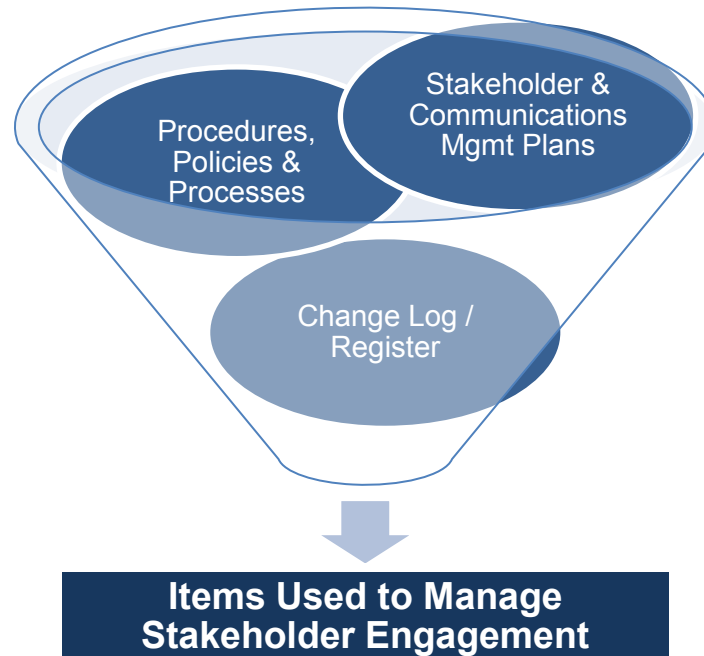 Stakeholder &
Communications
Mgmt Plans
Procedures,
Policies &
Processes
Change Log /
Register
Items Used to Manage
Stakeholder Engagement